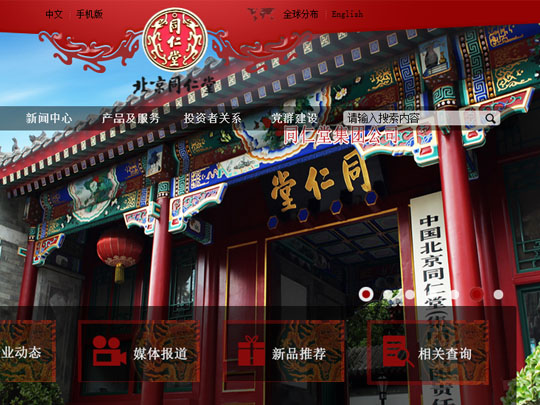 中文 | 手机版
全球分布 | English
同仁堂
北京同仁堂
新闻中心 产品及服务 投资者关系 党群建设 请输入搜索内容
同仁堂集团公司
同仁堂
中国北京同仁堂
业动态 媒体报道 新品推荐 相关查询